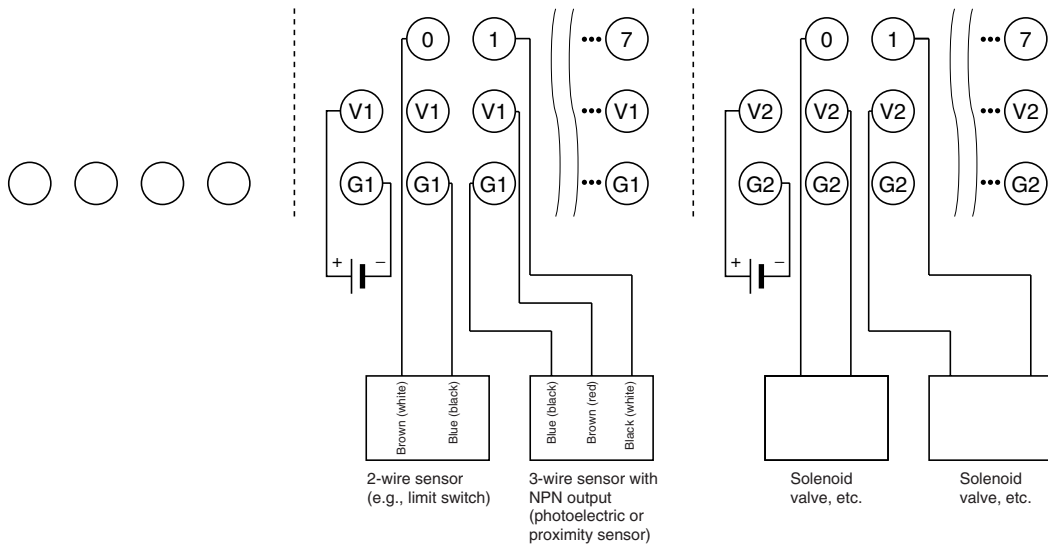 0 1 ••• 7 0 1 ••• 7
V1 V1 V1 ••• V1 V2 V2 V2 ••• V2
G1 G1 G1 ••• G1 G2 G2 G2 ••• G2
+ − + −
Brown (white)
Blue (black)
Blue (black)
Brown (red)
Black (white)
2-wire sensor
(e.g., limit switch)
3-wire sensor with
NPN output
(photoelectric or
proximity sensor)
Solenoid
valve, etc.
Solenoid
valve, etc.